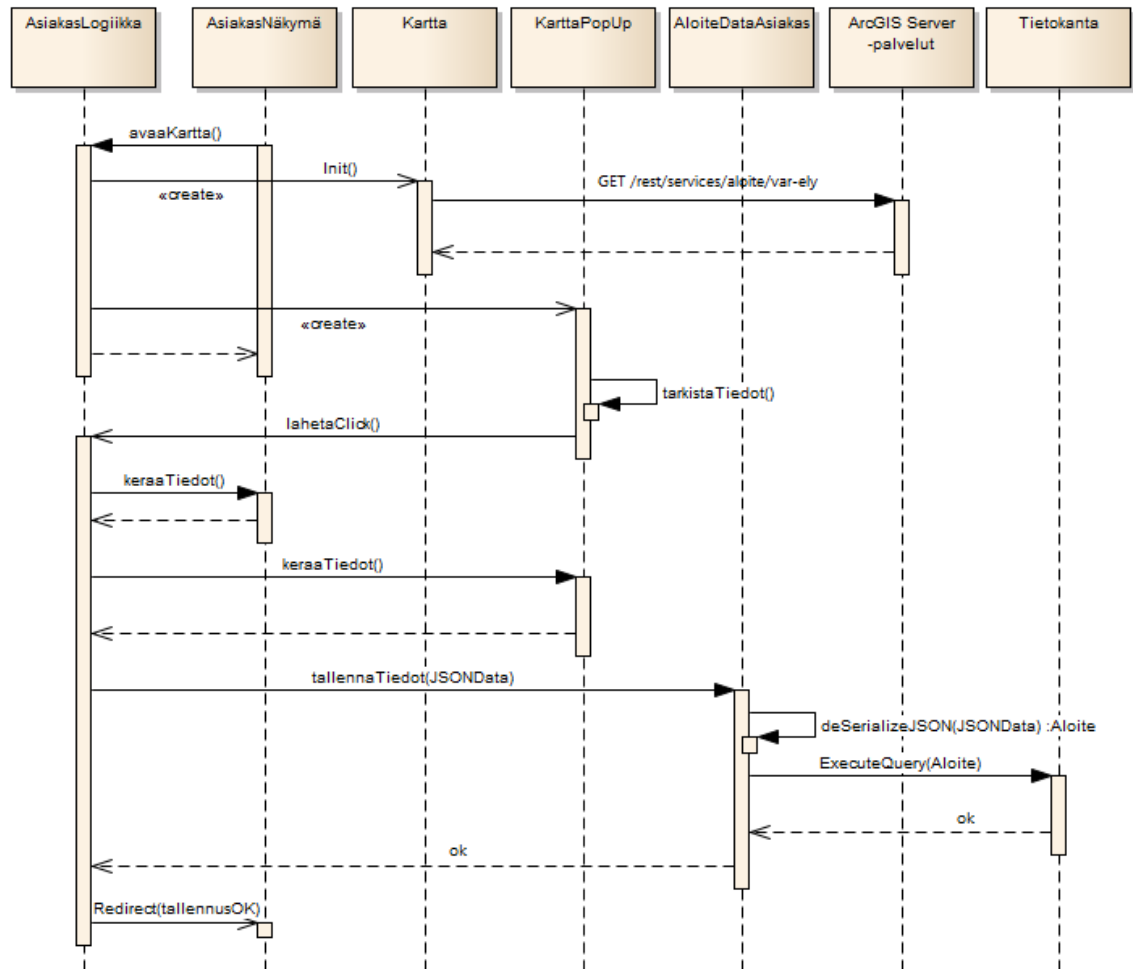 AsiakasLogiikka
AsiakasNäkymä
Kartta
KarttaPopUp
AloiteDataAsiakas
ArcGIS Server
-palvelut
Tietokanta
avaaKartta()
Init()
«create»
GET /rest/services/aloite/var-ely
«create»
tarkistaTiedot()
lahetaClick()
keraaTiedot()
keraaTiedot()
tallennaTiedot(JSONData)
deSerializeJSON(JSONData) :Aloite
ExecuteQuery(Aloite)
ok
ok
Redirect(tallennusOK)